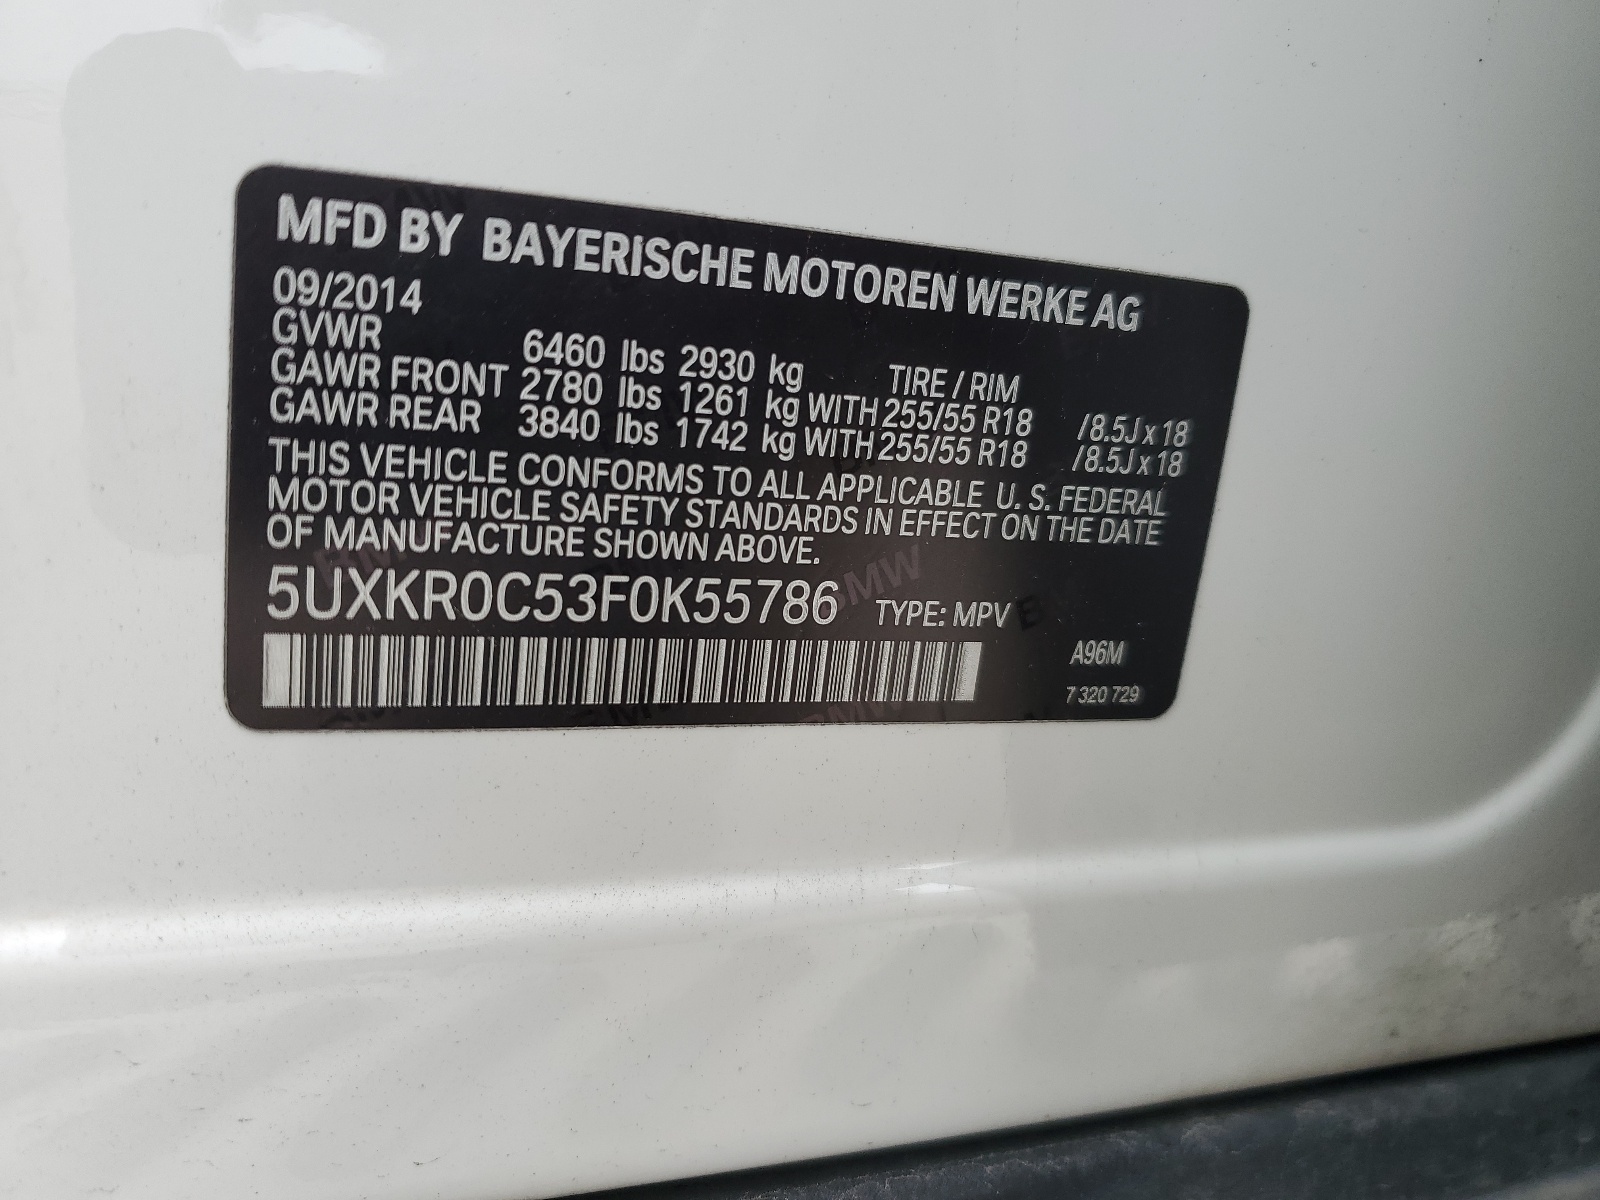 MFD BY BAYERISCHE MOTOREN WERKE AG
09/2014
GVWR 6460 lbs 2930 kg TIRE / RIM
GAWR FRONT 2780 lbs 1261 kg WITH 255/55 R18 /8.5J x 18
GAWR REAR 3840 lbs 1742 kg WITH 255/55 R18 /8.5J x 18
THIS VEHICLE CONFORMS TO ALL APPLICABLE U. S. FEDERAL
MOTOR VEHICLE SAFETY STANDARDS IN EFFECT ON THE DATE
OF MANUFACTURE SHOWN ABOVE.
5UXKR0C53F0K55786 TYPE: MPV
A96M
7 320 729